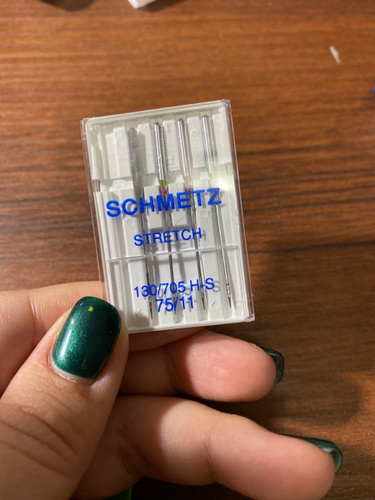 SCHMETZ
STRETCH
130/705 H-S
75/11